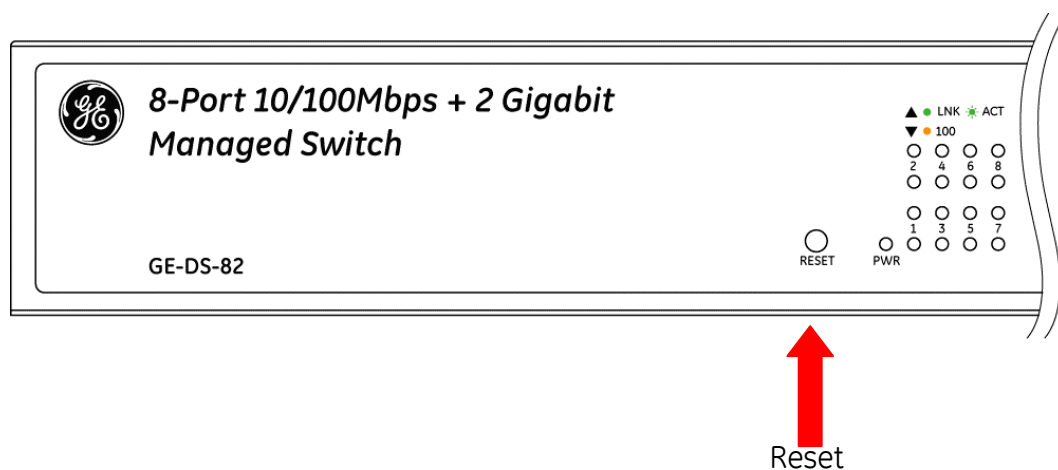 GE
8-Port 10/100Mbps + 2 Gigabit
Managed Switch
LNK ACT
100
2 4 6 8
1 3 5 7
RESET PWR
GE-DS-82
Reset